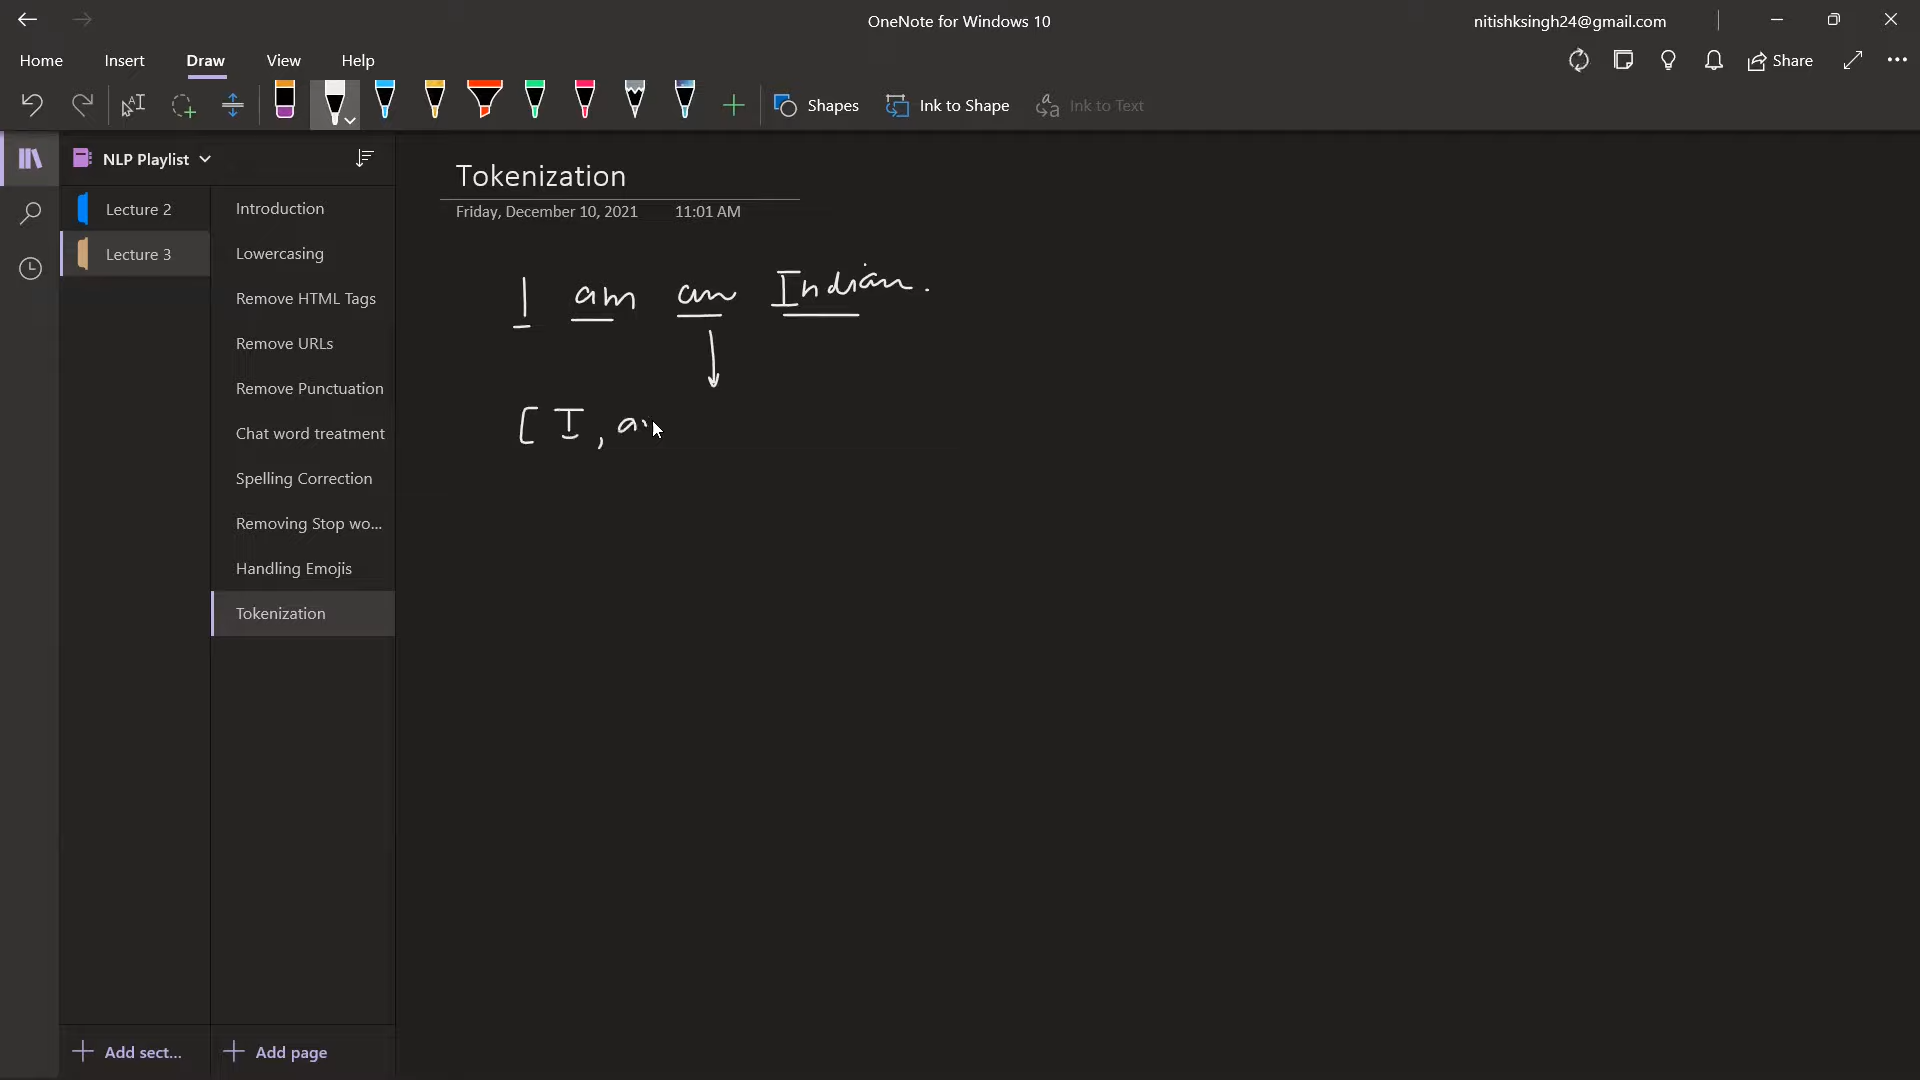 OneNote for Windows 10
nitishksingh24@gmail.com
Home Insert Draw View Help
Share
Shapes Ink to Shape Ink to Text
NLP Playlist
Lecture 2
Lecture 3
Introduction
Lowercasing
Remove HTML Tags
Remove URLs
Remove Punctuation
Chat word treatment
Spelling Correction
Removing Stop wo...
Handling Emojis
Tokenization
Add sect...
Add page
Tokenization
Friday, December 10, 2021 11:01 AM
I am an Indian.
[ I ,